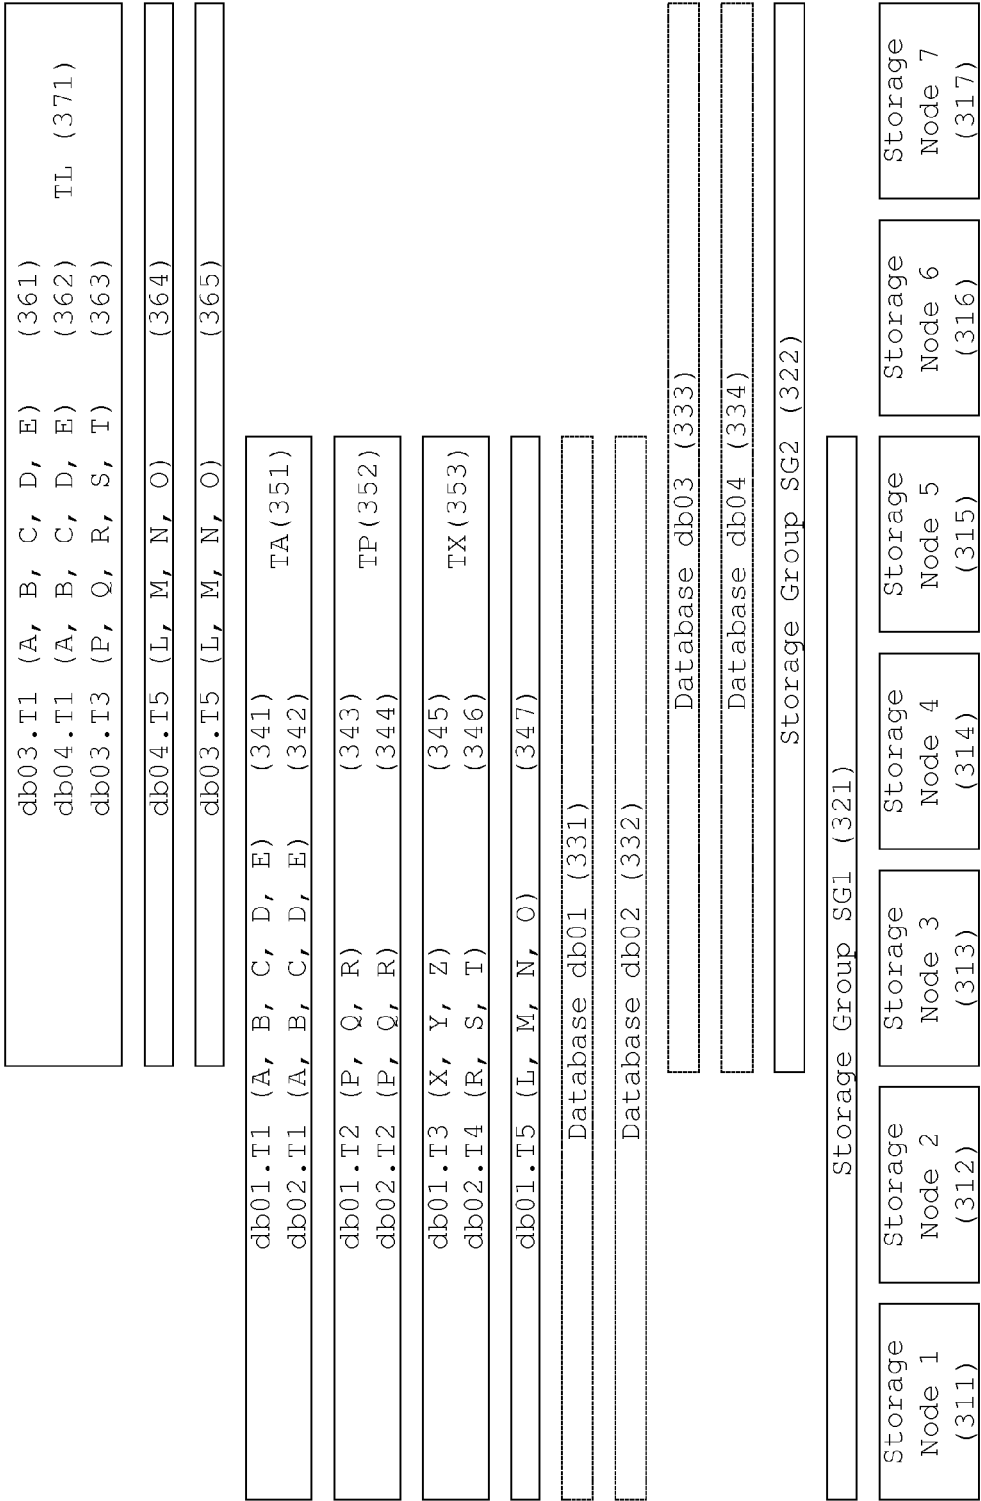 db03.T1 (A, B, C, D, E) (361)
db04.T1 (A, B, C, D, E) (362) TL (371)
db03.T3 (P, Q, R, S, T) (363)
db04.T5 (L, M, N, O) (364)
db03.T5 (L, M, N, O) (365)
db01.T1 (A, B, C, D, E) (341)
TA(351)
db02.T1 (A, B, C, D, E) (342)
db01.T2 (P, Q, R) (343)
TP(352)
db02.T2 (P, Q, R) (344)
db01.T3 (X, Y, Z) (345)
TX(353)
db02.T4 (R, S, T) (346)
db01.T5 (L, M, N, O) (347)
Database db01 (331)
Database db02 (332)
Database db03 (333)
Database db04 (334)
Storage Group SG2 (322)
Storage Group SG1 (321)
Storage
Node 1
(311)
Storage
Node 2
(312)
Storage
Node 3
(313)
Storage
Node 4
(314)
Storage
Node 5
(315)
Storage
Node 6
(316)
Storage
Node 7
(317)